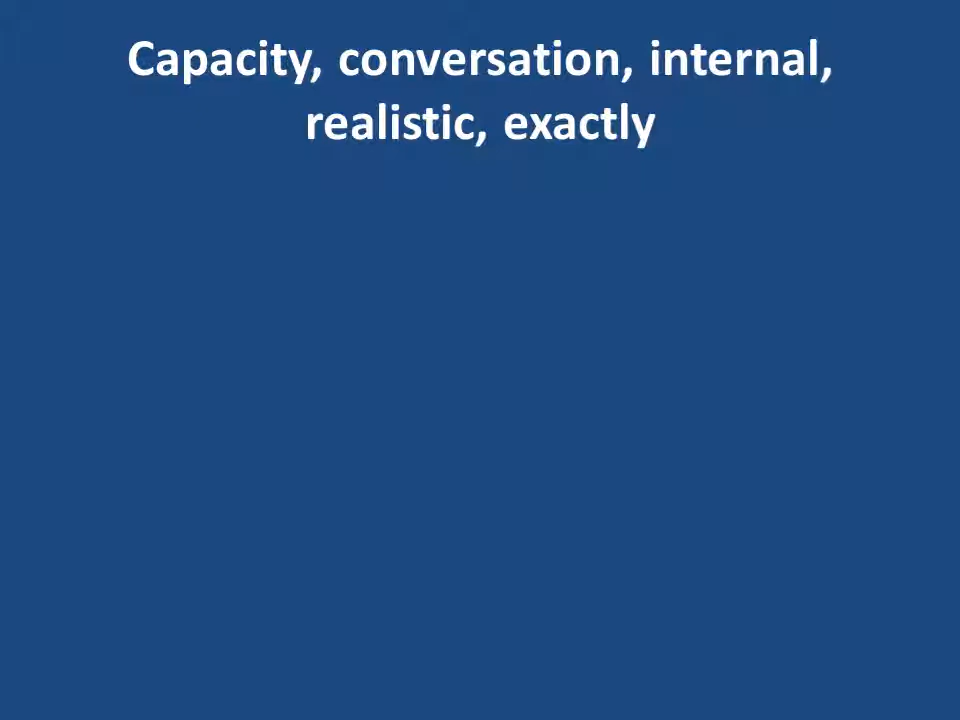 Capacity, conversation, internal,
realistic, exactly